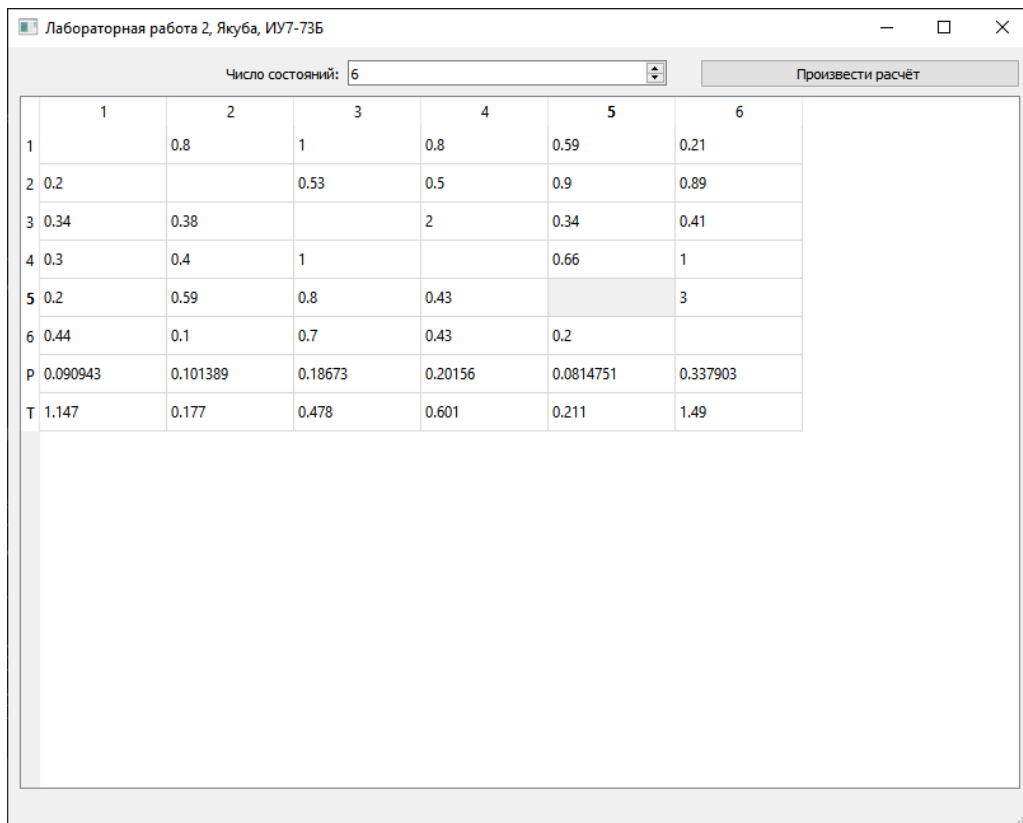 Лабораторная работа 2, Якуба, ИУ7-73Б
Число состояний: 6 Произвести расчёт
1 2 3 4 5 6
1 0.8 1 0.8 0.59 0.21
2 0.2 0.53 0.5 0.9 0.89
3 0.34 0.38 2 0.34 0.41
4 0.3 0.4 1 0.66 1
5 0.2 0.59 0.8 0.43 3
6 0.44 0.1 0.7 0.43 0.2
P 0.090943 0.101389 0.18673 0.20156 0.0814751 0.337903
T 1.147 0.177 0.478 0.601 0.211 1.49